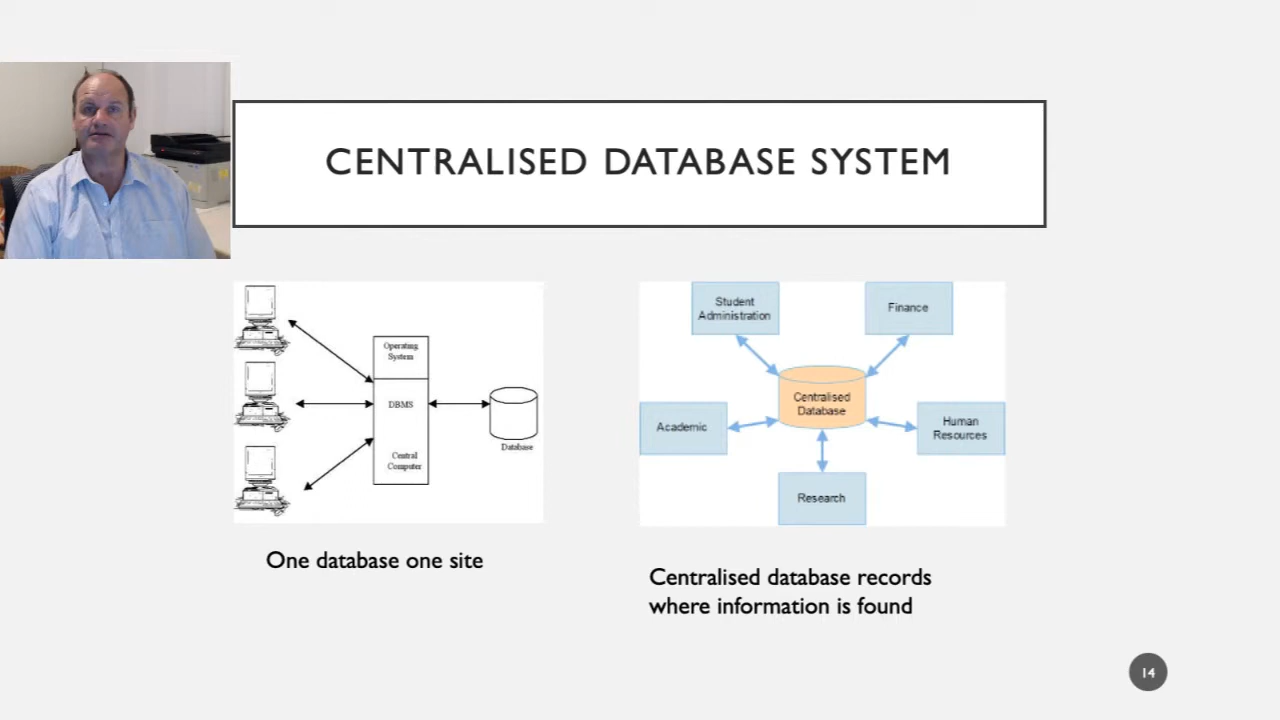 CENTRALISED DATABASE SYSTEM
Operating
System
DBMS
Central
Computer
Database
One database one site
Student
Administration
Finance
Centralised
Database
Academic
Human
Resources
Research
Centralised database records
where information is found
14